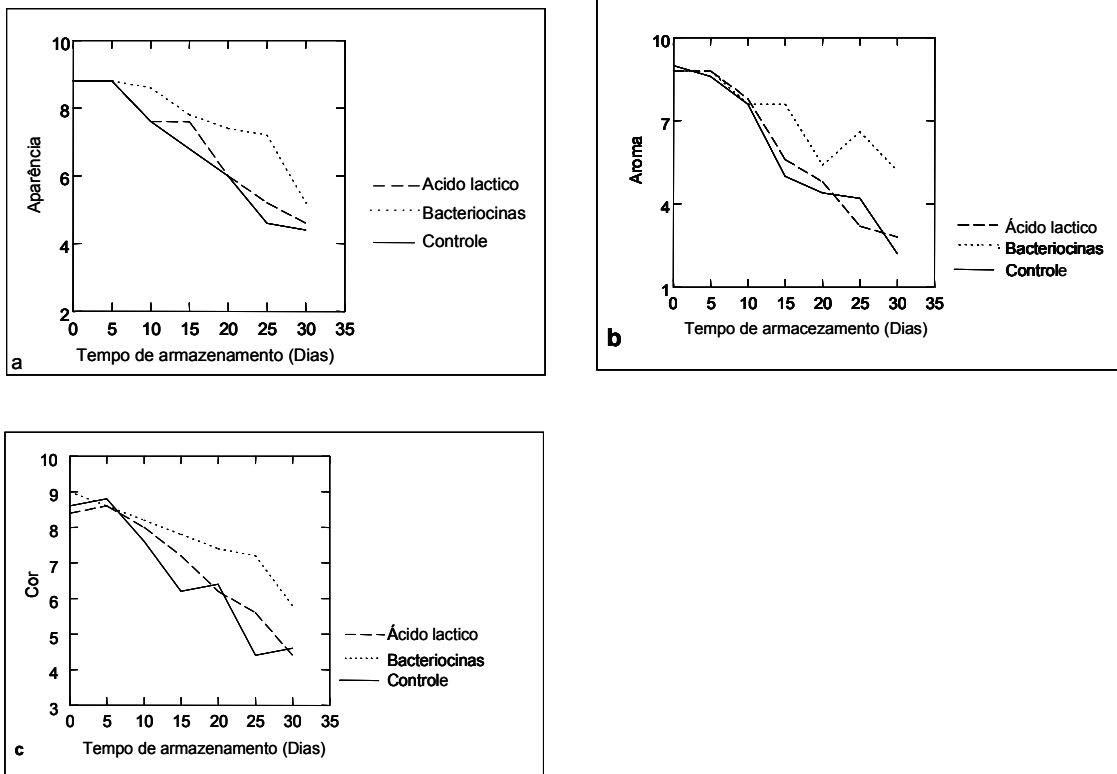 10
8
6
4
2
Aparência
0 5 10 15 20 25 30 35
Tempo de armazenamento (Dias)
a
Acido lactico
Bacteriocinas
Controle
10
7
4
1
Aroma
0 5 10 15 20 25 30 35
Tempo de armacezamento (Dias)
b
Ácido lactico
Bacteriocinas
Controle
10
9
8
7
6
5
4
3
Cor
0 5 10 15 20 25 30 35
Tempo de armazenamento (Dias)
c
Ácido lactico
Bacteriocinas
Controle